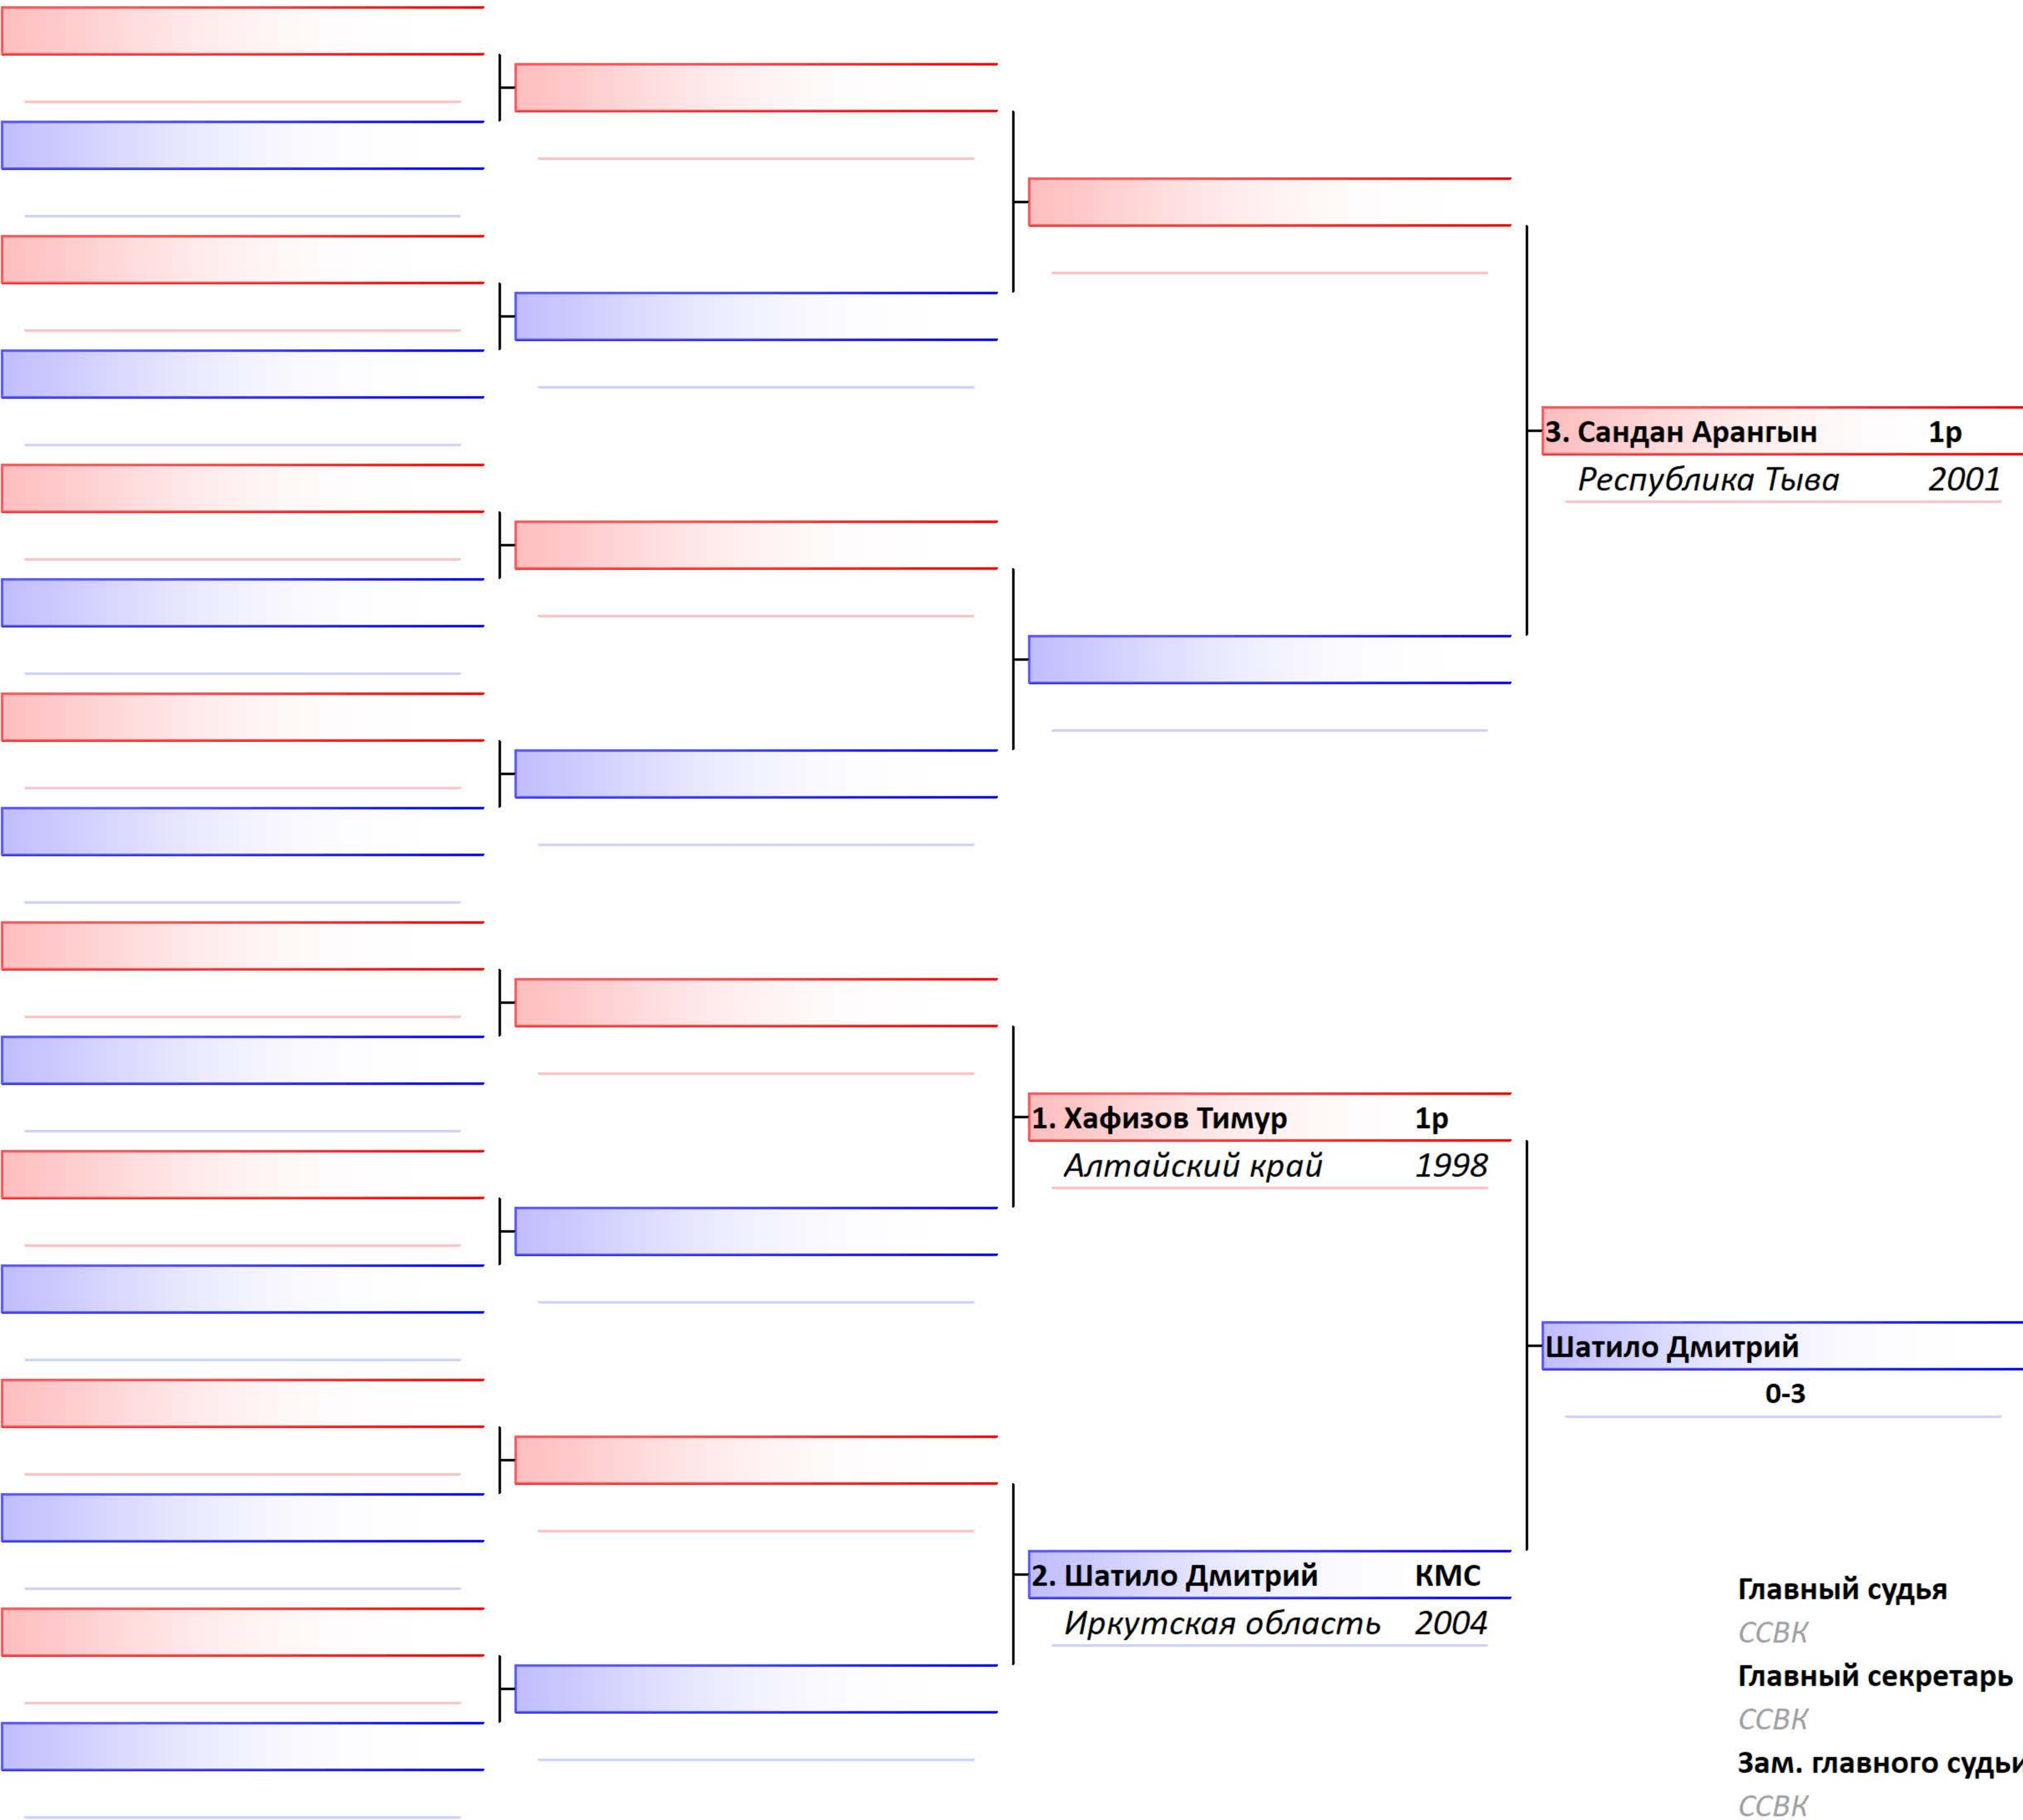 3. Сандан Арангын 1р
Республика Тыва 2001
1. Хафизов Тимур 1р
Алтайский край 1998
Шатило Дмитрий
0-3
2. Шатило Дмитрий КМС
Иркутская область 2004
Главный судья
ССВК
Главный секретарь
ССВК
Зам. главного судьи
ССВК